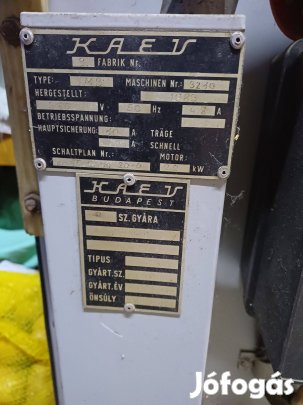 KAEV
FABRIK Nr.
TYPE: MASCHINEN Nr.: 3240
HERGESTELLT:
V Hz A
BETRIEBSSPANNUNG
HAUPTSICHERUNG A TRÄGE
A SCHNELL
SCHALTPLAN Nr.: MOTOR:
kW
KAEV
BUDAPEST
SZ.GYÁRA
TIPUS
GYÁRT.SZ.
GYÁRT.ÉV
ÖNSÚLY
Jófogás